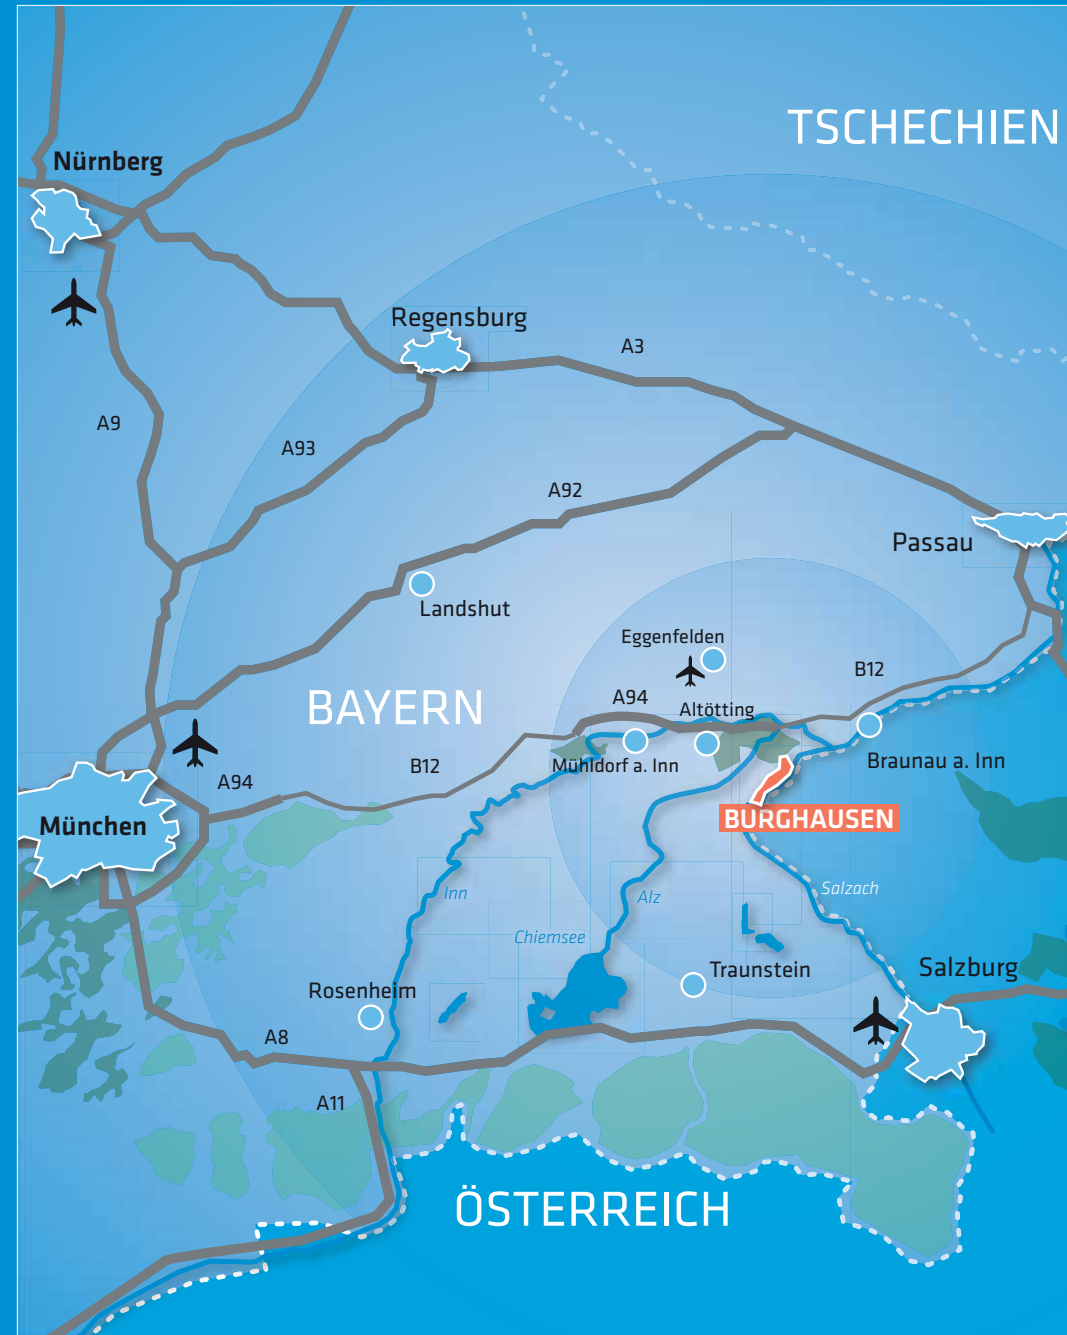 TSCHECHIEN
Nürnberg
Regensburg
A3
A9
A93
A92
Passau
Landshut
Eggenfelden
B12
BAYERN
A94
Altötting
Mühldorf a. Inn
Braunau a. Inn
B12
A94
München
BURGHAUSEN
Inn
Alz
Salzach
Chiemsee
Traunstein
Salzburg
Rosenheim
A8
A11
ÖSTERREICH